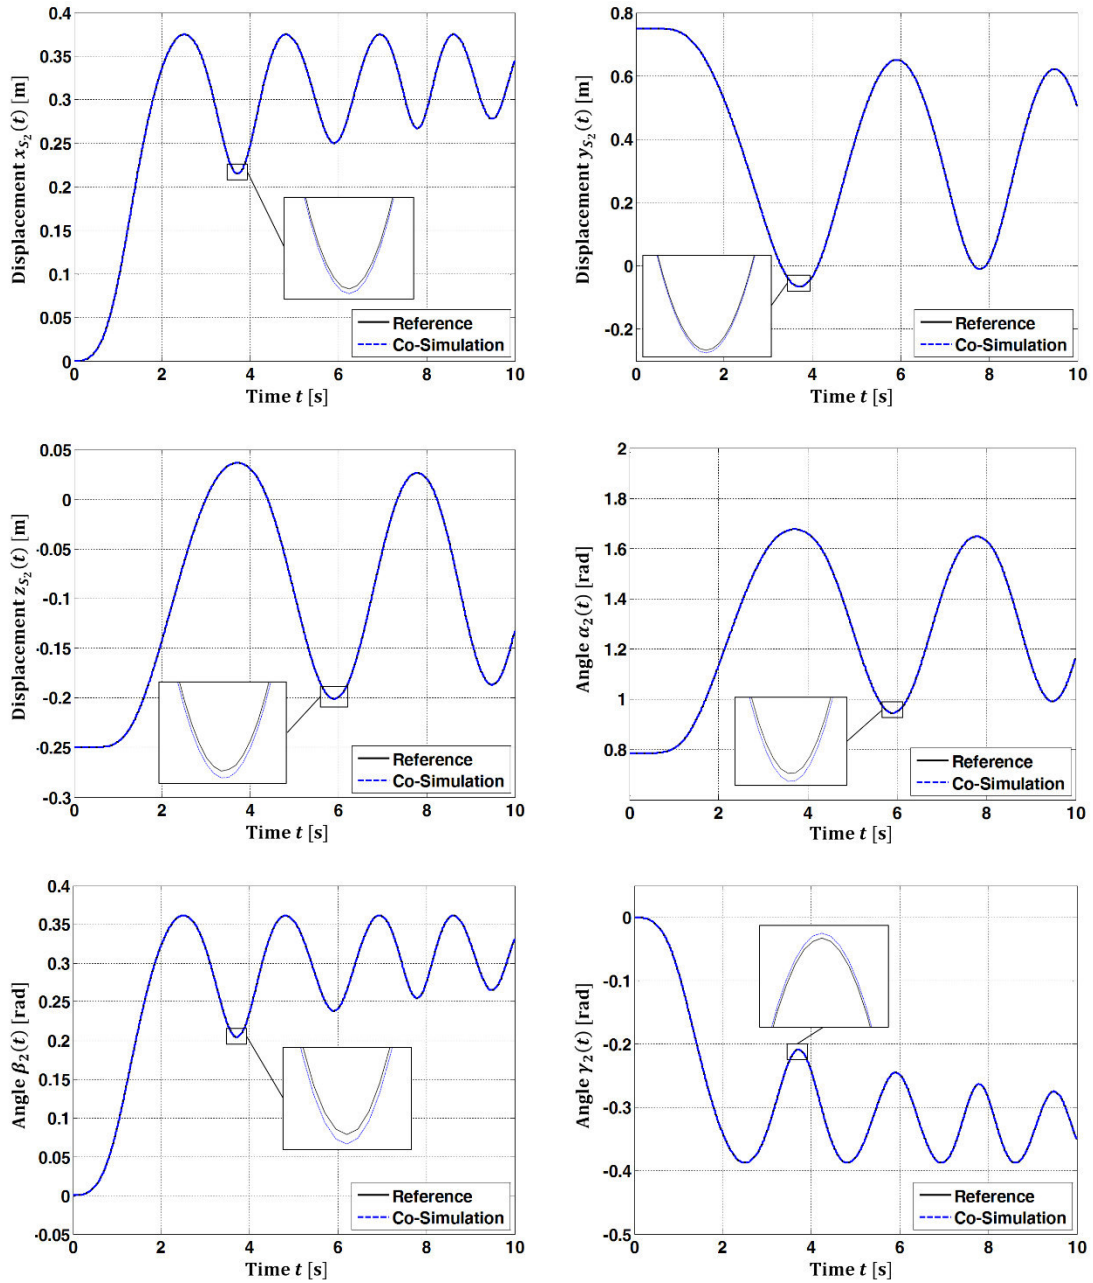 0.4
0.35
0.3
0.25
0.2
0.15
0.1
0.05
0
0 2 4 6 8 10
Displacement x_{S_2}(t) [m]
Time t [s]
Reference
Co-Simulation
0.8
0.6
0.4
0.2
0
-0.2
0 2 4 6 8 10
Displacement y_{S_2}(t) [m]
Time t [s]
Reference
Co-Simulation
0.05
0
-0.05
-0.1
-0.15
-0.2
-0.25
-0.3
0 2 4 6 8 10
Displacement z_{S_2}(t) [m]
Time t [s]
Reference
Co-Simulation
2
1.8
1.6
1.4
1.2
1
0.8
2 4 6 8 10
Angle α_2(t) [rad]
Time t [s]
Reference
Co-Simulation
0.4
0.35
0.3
0.25
0.2
0.15
0.1
0.05
0
-0.05
0 2 4 6 8 10
Angle β_2(t) [rad]
Time t [s]
Reference
Co-Simulation
0
-0.1
-0.2
-0.3
-0.4
-0.5
0 2 4 6 8 10
Angle γ_2(t) [rad]
Time t [s]
Reference
Co-Simulation